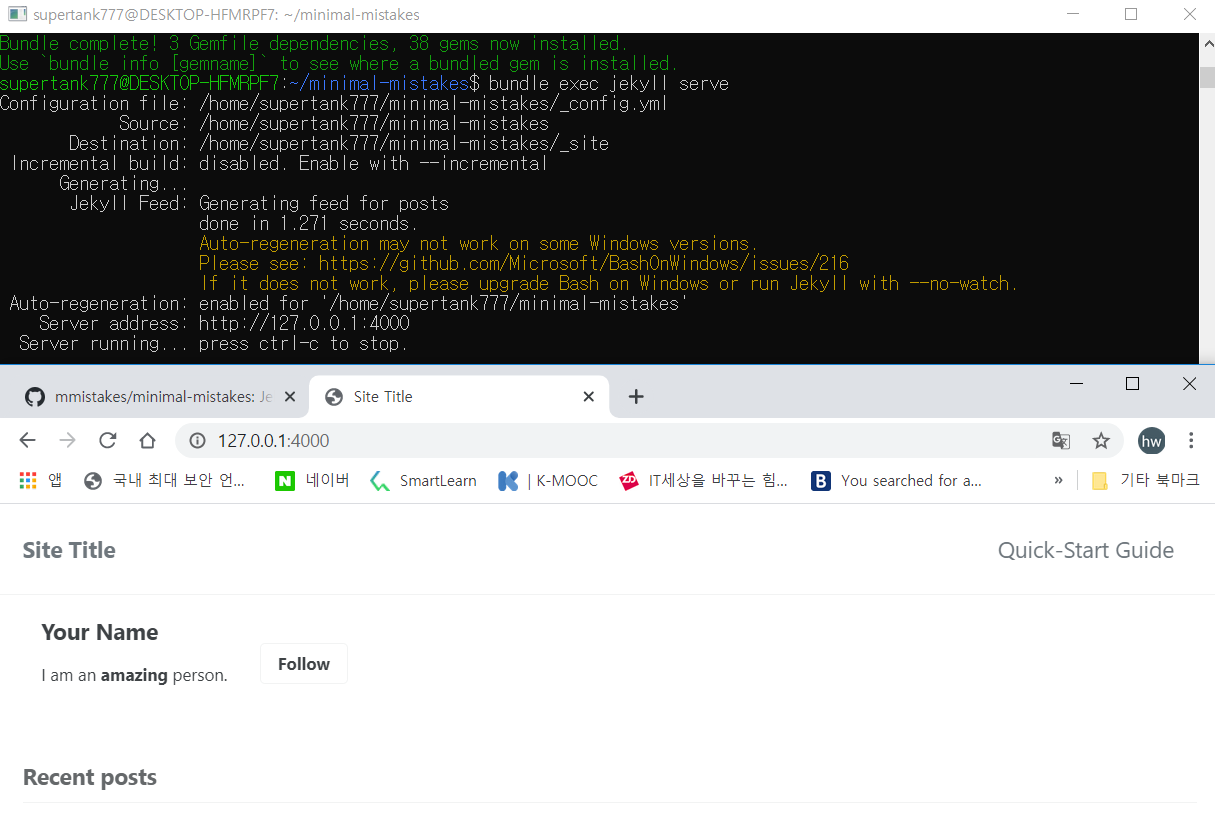 supertank777@DESKTOP-HFMRPF7: ~/minimal-mistakes
Bundle complete! 3 Gemfile dependencies, 38 gems now installed.
Use `bundle info [gemname]` to see where a bundled gem is installed.
supertank777@DESKTOP-HFMRPF7:~/minimal-mistakes$ bundle exec jekyll serve
Configuration file: /home/supertank777/minimal-mistakes/_config.yml
Source: /home/supertank777/minimal-mistakes
Destination: /home/supertank777/minimal-mistakes/_site
Incremental build: disabled. Enable with --incremental
Generating...
Jekyll Feed: Generating feed for posts
done in 1.271 seconds.
Auto-regeneration may not work on some Windows versions.
Please see: https://github.com/Microsoft/BashOnWindows/issues/216
If it does not work, please upgrade Bash on Windows or run Jekyll with --no-watch.
Auto-regeneration: enabled for '/home/supertank777/minimal-mistakes'
Server address: http://127.0.0.1:4000
Server running... press ctrl-c to stop.
mmistakes/minimal-mistakes: Je Site Title
127.0.0.1:4000 hw
앱 국내 최대 보안 언... N 네이버 SmartLearn K | K-MOOC ZD IT세상을 바꾸는 힘... B You searched for a... » 기타 북마크
Site Title Quick-Start Guide
Your Name
I am an amazing person. Follow
Recent posts